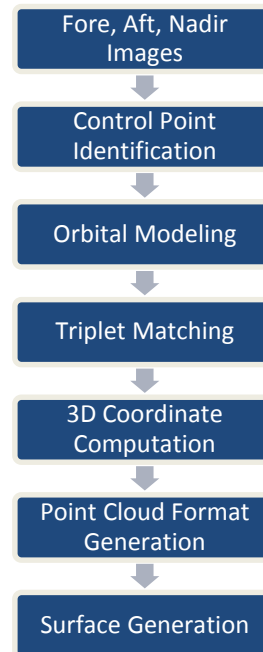 Fore, Aft, Nadir
Images
Control Point
Identification
Orbital Modeling
Triplet Matching
3D Coordinate
Computation
Point Cloud Format
Generation
Surface Generation